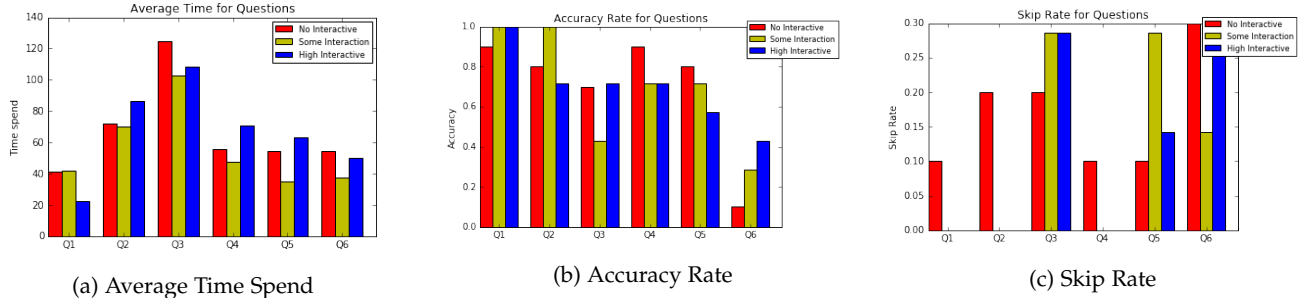 Average Time for Questions
140
120
100
80
60
40
20
0
Time spend
Q1 Q2 Q3 Q4 Q5 Q6
No Interactive
Some Interaction
High Interactive
(a) Average Time Spend
Accuracy Rate for Questions
1.0
0.8
0.6
0.4
0.2
0.0
Accuracy
Q1 Q2 Q3 Q4 Q5 Q6
No Interactive
Some Interaction
High Interactive
(b) Accuracy Rate
Skip Rate for Questions
0.30
0.25
0.20
0.15
0.10
0.05
0.00
Skip Rate
Q1 Q2 Q3 Q4 Q5 Q6
No Interactive
Some Interaction
High Interactive
(c) Skip Rate